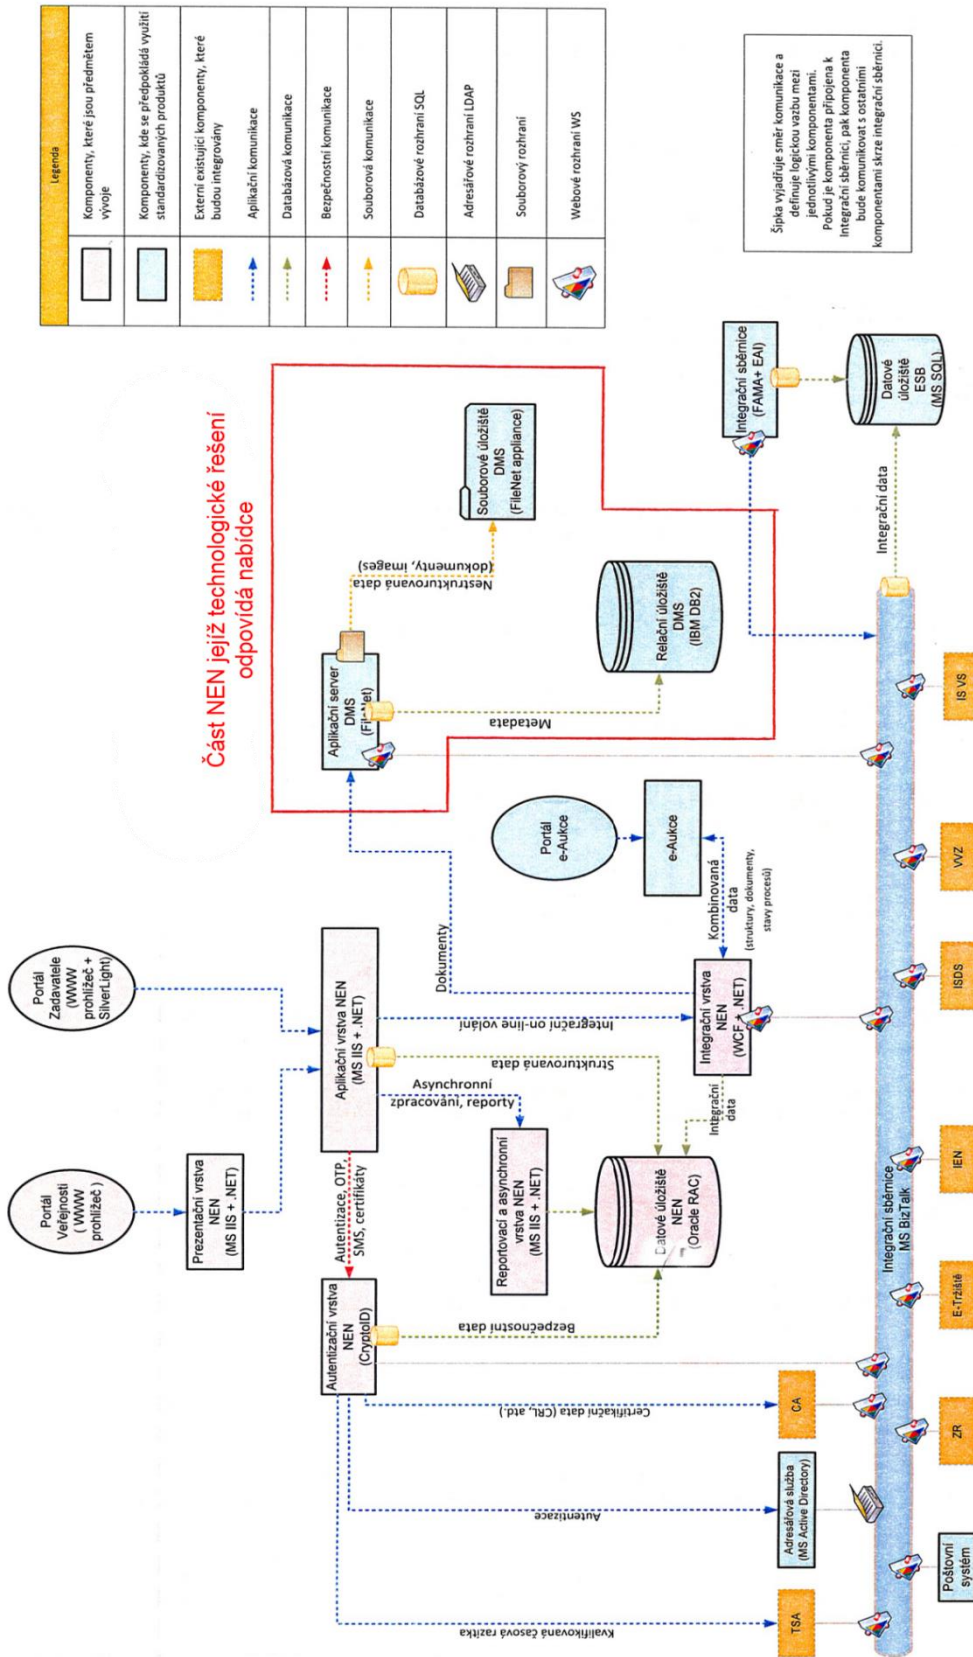 Portál
Veřejnosti
( WWW
prohlížeč )
Portál
Zadavatele
(WWW
prohlížeč +
SilverLight)
Prezentační vrstva
NEN
(MS IIS + .NET)
Autentizační vrstva
NEN
(CryptoID)
Autentizace, OTP,
SMS, certifikáty
Aplikační vrstva NEN
(MS IIS + .NET)
Část NEN jejíž technologické řešení
odpovídá nabídce
Aplikační server
DMS
(FileNet)
Nestrukturovaná data
(dokumenty, images)
Souborové úložiště
DMS
(FileNet appliance)
Metadata
Relační úložiště
DMS
(IBM DB2)
Dokumenty
Integrační on-line volání
Strukturovaná data
Asynchronní
zpracování, reporty
Reportovací a asynchronní
vrstva NEN
(MS IIS + .NET)
Bezpečnostní data
Datové úložiště
NEN
(Oracle RAC)
Integrační
data
Integrační vrstva
NEN
(WCF + .NET)
Kombinovaná
data
(struktury, dokumenty,
stavy procesů)
Portál
e-Aukce
e-Aukce
Kvalifikovaná časová razítka
Autentizace
Certifikační data (CRL, atd.)
TSA
Adresářová služba
(MS Active Directory)
CA
Integrační sběrnice
(FAMA+ EAI)
Integrační data
Datové
úložiště
ESB
(MS SQL)
Integrační sběrnice
MS BizTalk
Poštovní
systém
ZR
E-Tržiště
IEN
ISDS
VVZ
IS VS
Legenda
Komponenty, které jsou předmětem
vývoje
Komponenty, kde se předpokládá využití
standardizovaných produktů
Externí existující komponenty, které
budou integrovány
Aplikační komunikace
Databázová komunikace
Bezpečnostní komunikace
Souborová komunikace
Databázové rozhraní SQL
Adresářové rozhraní LDAP
Souborový rozhraní
Webové rozhraní WS
Šipka vyjadřuje směr komunikace a
definuje logickou vazbu mezi
jednotlivými komponentami.
Pokud je komponenta připojena k
Integrační sběrnici, pak komponenta
bude komunikovat s ostatními
komponentami skrze integrační sběrnici.